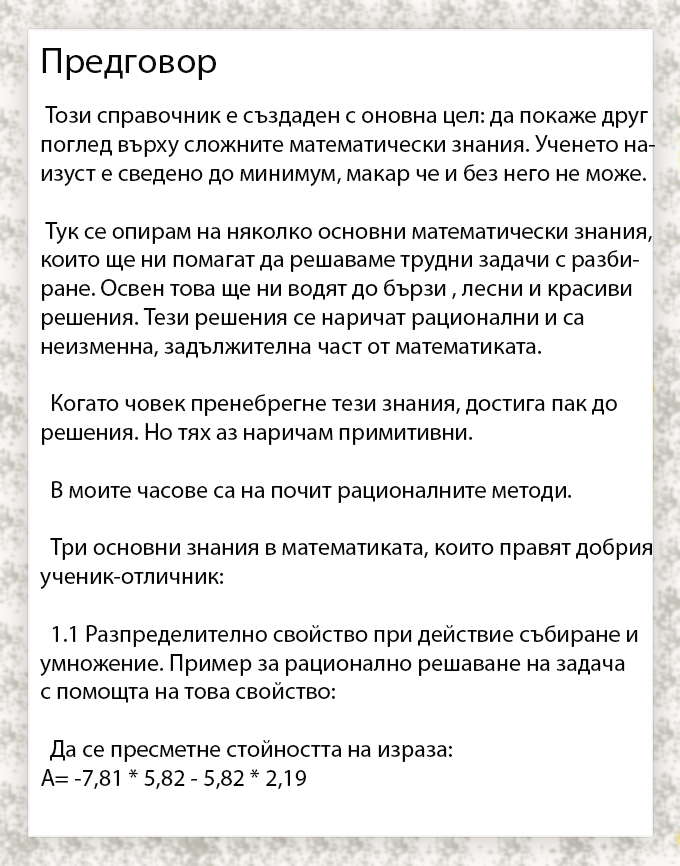 Предговор
Този справочник е създаден с оновна цел: да покаже друг
поглед върху сложните математически знания. Ученето на-
изуст е сведено до минимум, макар че и без него не може.
Тук се опирам на няколко основни математически знания,
които ще ни помагат да решаваме трудни задачи с разби-
ране. Освен това ще ни водят до бързи , лесни и красиви
решения. Тези решения се наричат рационални и са
неизменна, задължителна част от математиката.
Когато човек пренебрегне тези знания, достига пак до
решения. Но тях аз наричам примитивни.
В моите часове са на почит рационалните методи.
Три основни знания в математиката, които правят добрия
ученик-отличник:
1.1 Разпределително свойство при действие събиране и
умножение. Пример за рационално решаване на задача
с помощта на това свойство:
Да се пресметне стойността на израза:
А= -7,81 * 5,82 - 5,82 * 2,19